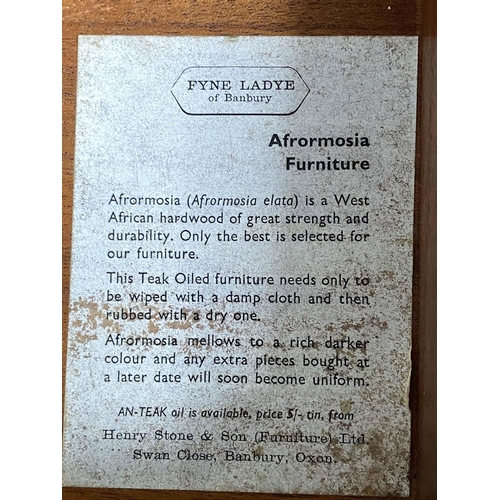 FYNE LADYE
of Banbury
Afrormosia
Furniture
Afrormosia (Afrormosia elata) is a West
African hardwood of great strength and
durability. Only the best is selected for
our furniture.
This Teak Oiled furniture needs only to
be wiped with a damp cloth and then
rubbed with a dry one.
Afrormosia mellows to a rich darker
colour and any extra pieces bought at
a later date will soon become uniform.
AN-TEAK oil is available, price 5/- tin, from
Henry Stone & Son (Furniture) Ltd.
Swan Close, Banbury, Oxon.